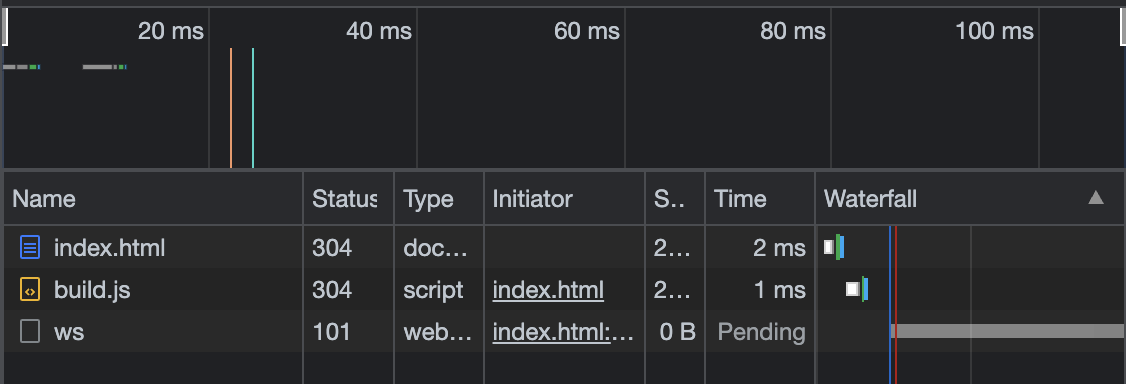 20 ms 40 ms 60 ms 80 ms 100 ms
Name Status Type Initiator S.. Time Waterfall ▲
index.html 304 doc... 2... 2 ms
build.js 304 script index.html 2... 1 ms
ws 101 web... index.html:... 0 B Pending